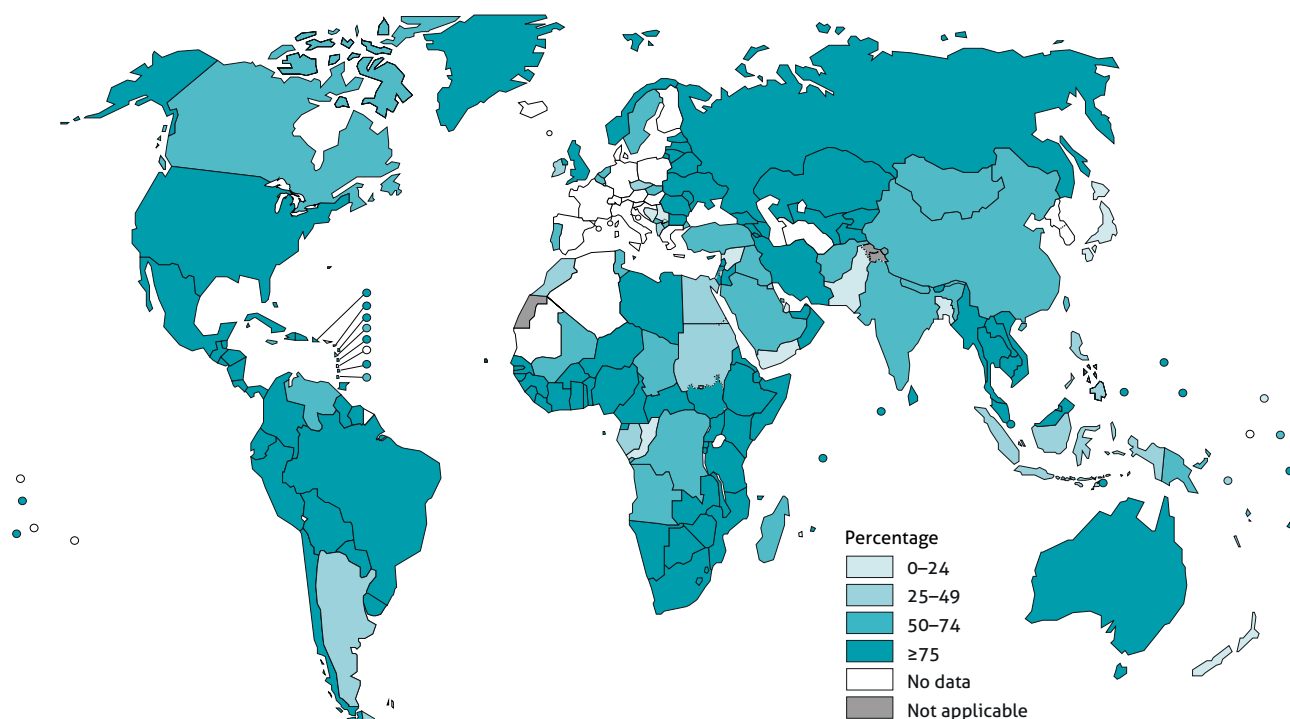 Percentage
0–24
25–49
50–74
≥75
No data
Not applicable